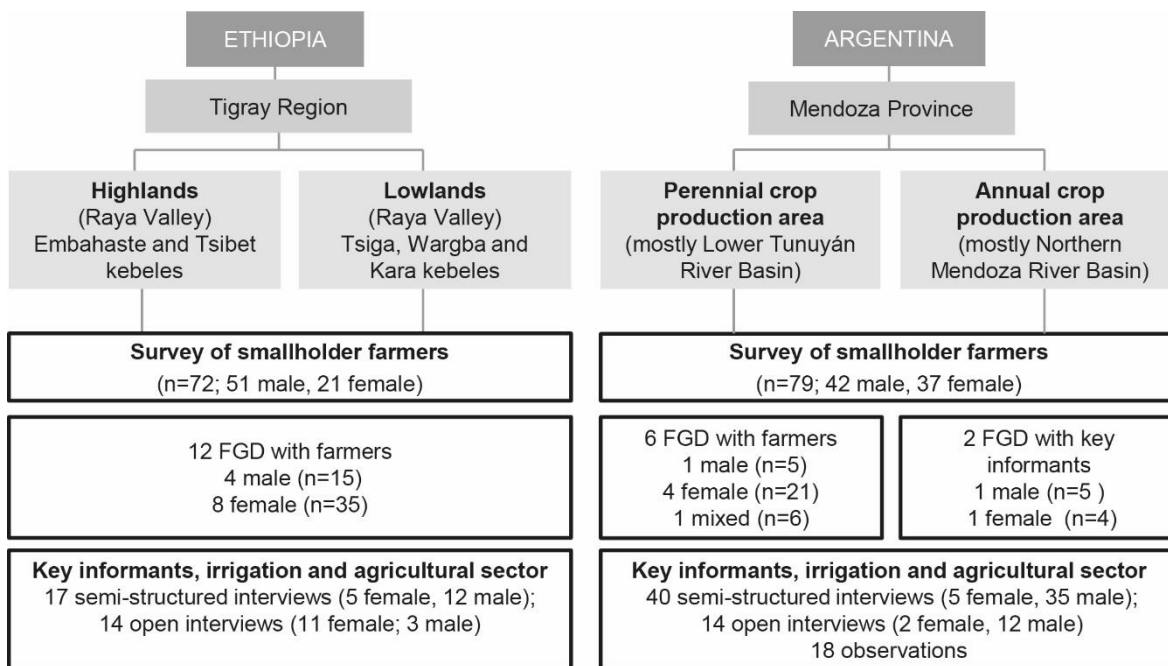 ETHIOPIA
Tigray Region
Highlands
(Raya Valley)
Embahaste and Tsibet
kebeles
Lowlands
(Raya Valley)
Tsiga, Wargba and
Kara kebeles
Survey of smallholder farmers
(n=72; 51 male, 21 female)
12 FGD with farmers
4 male (n=15)
8 female (n=35)
Key informants, irrigation and agricultural sector
17 semi-structured interviews (5 female, 12 male);
14 open interviews (11 female; 3 male)
ARGENTINA
Mendoza Province
Perennial crop
production area
(mostly Lower Tunuyán
River Basin)
Annual crop
production area
(mostly Northern
Mendoza River Basin)
Survey of smallholder farmers
(n=79; 42 male, 37 female)
6 FGD with farmers
1 male (n=5)
4 female (n=21)
1 mixed (n=6)
2 FGD with key
informants
1 male (n=5 )
1 female (n=4)
Key informants, irrigation and agricultural sector
40 semi-structured interviews (5 female, 35 male);
14 open interviews (2 female, 12 male)
18 observations